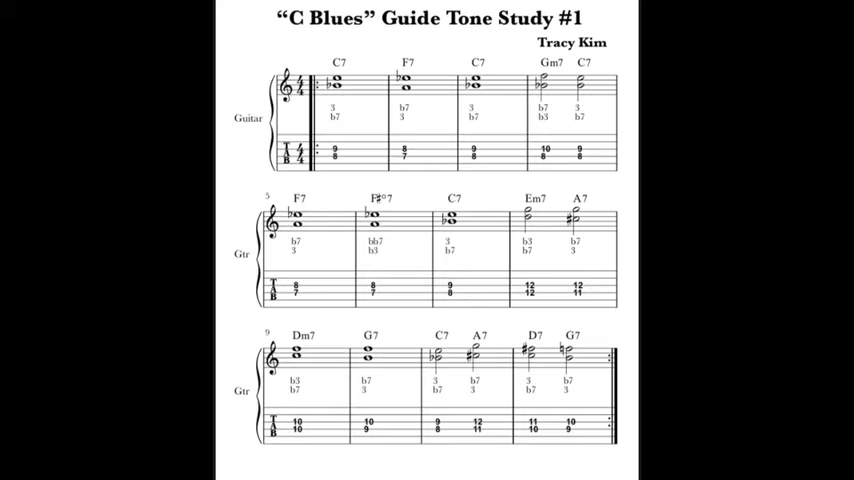 “C Blues” Guide Tone Study #1
Tracy Kim
C7 F7 C7 Gm7 C7
4 4
3 b7 3 b7 3
Guitar b7 3 b7 b3 b7
T A B 4 4
9 8 9 10 9
8 7 8 8 8
5 F7 F#°7 C7 Em7 A7
b7 bb7 3 b3 b7
Gtr 3 b3 b7 b7 3
T A B
8 8 9 12 12
7 7 8 12 11
9 Dm7 G7 C7 A7 D7 G7
b3 b7 3 b7 3 b7
Gtr b7 3 b7 3 b7 3
T A B
10 10 9 12 11 10
10 9 8 11 10 9